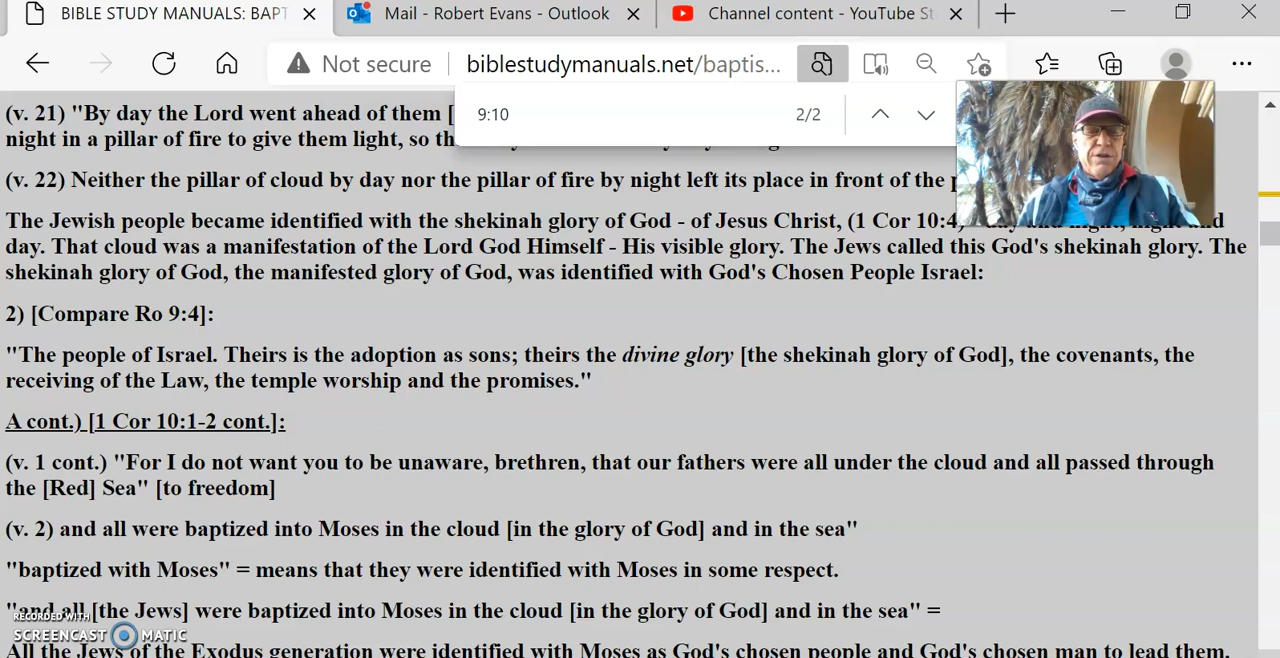 BIBLE STUDY MANUALS: BAPT
Mail - Robert Evans - Outlook
Channel content - YouTube St
Not secure
biblestudymanuals.net/baptis...
9:10
2/2
(v. 21) "By day the Lord went ahead of them [
night in a pillar of fire to give them light, so th
(v. 22) Neither the pillar of cloud by day nor the pillar of fire by night left its place in front of the
The Jewish people became identified with the shekinah glory of God - of Jesus Christ, (1 Cor 10:4)
day. That cloud was a manifestation of the Lord God Himself - His visible glory. The Jews called this God's shekinah glory. The
shekinah glory of God, the manifested glory of God, was identified with God's Chosen People Israel:
2) [Compare Ro 9:4]:
"The people of Israel. Theirs is the adoption as sons; theirs the divine glory [the shekinah glory of God], the covenants, the
receiving of the Law, the temple worship and the promises."
A cont.) [1 Cor 10:1-2 cont.]:
(v. 1 cont.) "For I do not want you to be unaware, brethren, that our fathers were all under the cloud and all passed through
the [Red] Sea" [to freedom]
(v. 2) and all were baptized into Moses in the cloud [in the glory of God] and in the sea"
"baptized with Moses" = means that they were identified with Moses in some respect.
"and all [the Jews] were baptized into Moses in the cloud [in the glory of God] and in the sea" =
All the Jews of the Exodus generation were identified with Moses as God's chosen people and God's chosen man to lead them.
RECORDED WITH
SCREENCAST MATIC